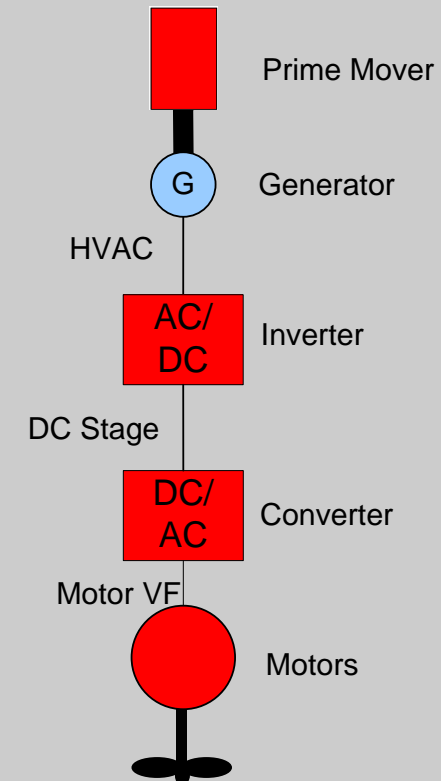 Prime Mover
G
Generator
HVAC
AC/
DC
Inverter
DC Stage
DC/
AC
Converter
Motor VF
Motors